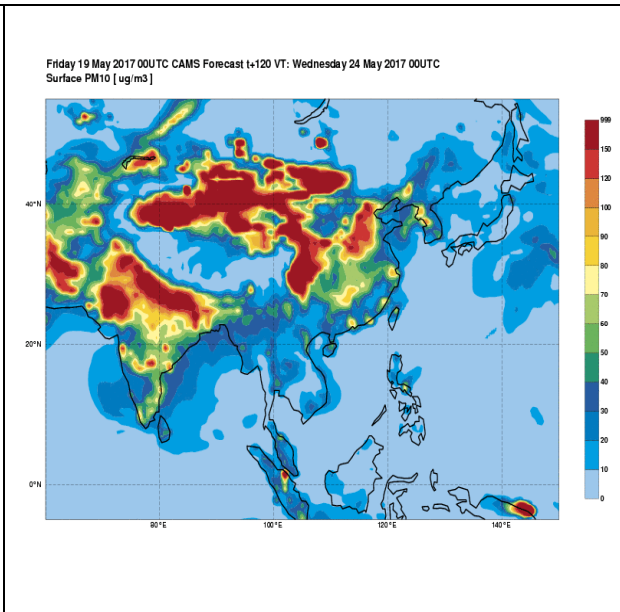 Friday 19 May 2017 00UTC CAMS Forecast t+120 VT: Wednesday 24 May 2017 00UTC
Surface PM10 [ ug/m3 ]
999
150
120
100
90
80
70
60
50
40
30
20
10
0
40°N
20°N
0°N
80°E
100°E
120°E
140°E